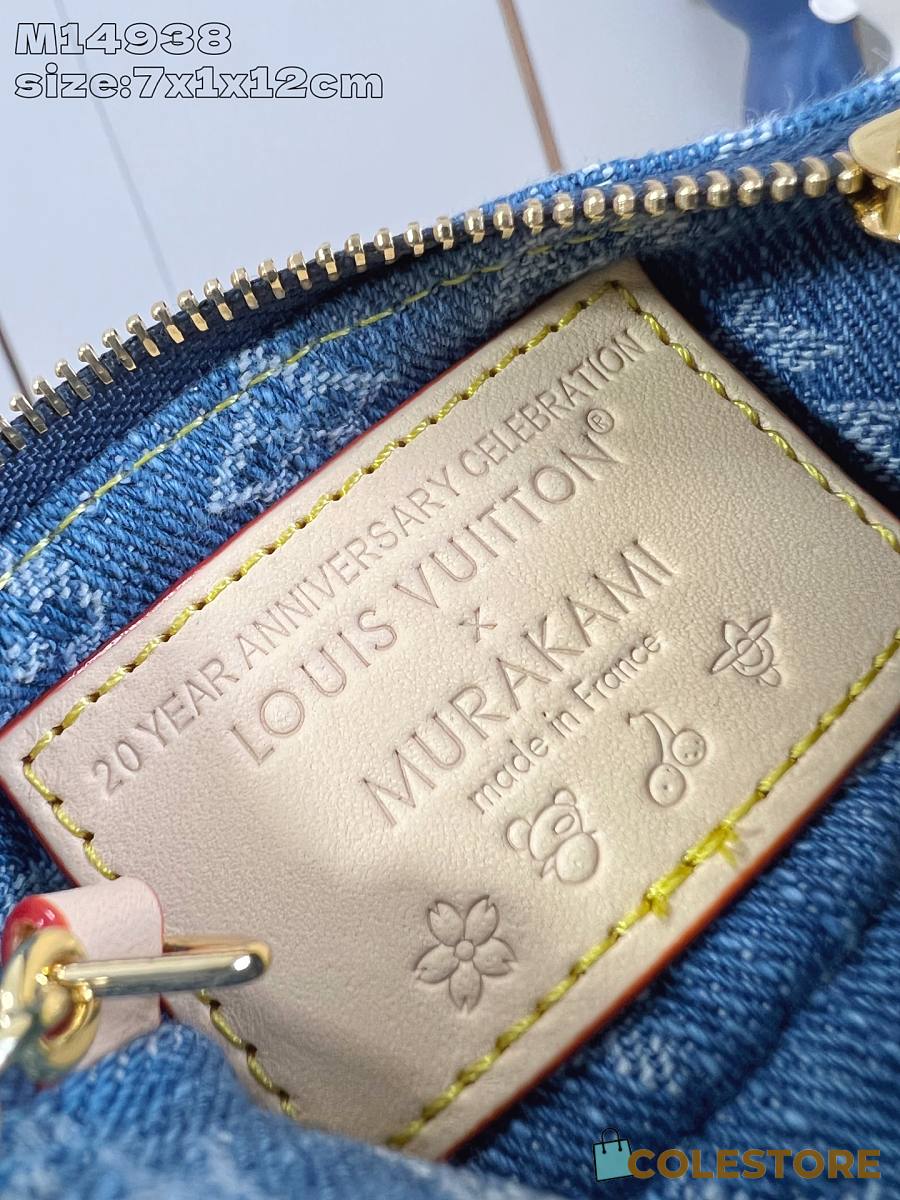 M14938
size:7x1x12cm
20 YEAR ANNIVERSARY CELEBRATION
LOUIS VUITTON®
X
MURAKAMI
made in France
COLESTORE